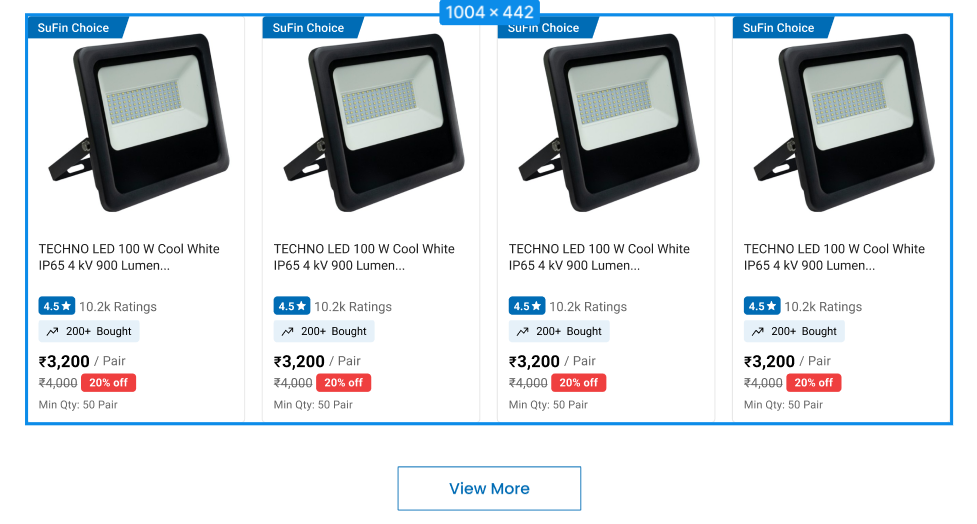 1004 × 442
SuFin Choice
SuFin Choice
SuFin Choice
SuFin Choice
TECHNO LED 100 W Cool White
IP65 4 kV 900 Lumen...
4.5 ★ 10.2k Ratings
200+ Bought
₹3,200 / Pair
₹4,000 20% off
Min Qty: 50 Pair
TECHNO LED 100 W Cool White
IP65 4 kV 900 Lumen...
4.5 ★ 10.2k Ratings
200+ Bought
₹3,200 / Pair
₹4,000 20% off
Min Qty: 50 Pair
TECHNO LED 100 W Cool White
IP65 4 kV 900 Lumen...
4.5 ★ 10.2k Ratings
200+ Bought
₹3,200 / Pair
₹4,000 20% off
Min Qty: 50 Pair
TECHNO LED 100 W Cool White
IP65 4 kV 900 Lumen...
4.5 ★ 10.2k Ratings
200+ Bought
₹3,200 / Pair
₹4,000 20% off
Min Qty: 50 Pair
View More